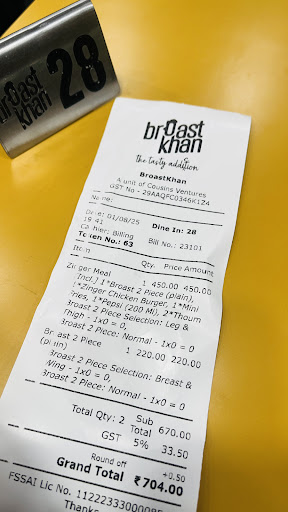 broast
khan
28
broast
khan
the tasty addition
BroastKhan
A unit of Cousins Ventures
GST No - 29AAQFC0346K124
Name:
Date: 01/08/25 Dine In: 28
19:41
Cashier: Billing Bill No.: 23101
Token No.: 63
Item Qty. Price Amount
Zinger Meal 1 450.00 450.00
(Incl.) 1*Broast 2 Piece (plain),
1*Zinger Chicken Burger, 1*Mini
Fries, 1*Pepsi (200 Ml), 2*Thoum
Broast 2 Piece Selection: Leg &
Thigh - 1x0 = 0,
Broast 2 Piece: Normal - 1x0 = 0
Broast 2 Piece 1 220.00 220.00
(plain)
Broast 2 Piece Selection: Breast &
Wing - 1x0 = 0,
Broast 2 Piece: Normal - 1x0 = 0
Total Qty: 2 Sub 670.00
Total
GST 5% 33.50
Round off +0.50
Grand Total ₹704.00
FSSAI Lic No.
Thanks